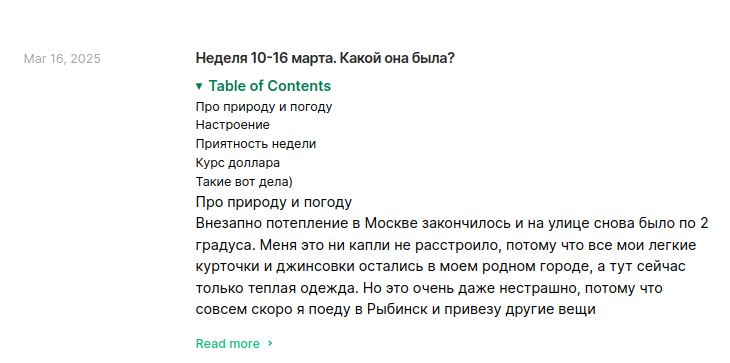 Mar 16, 2025
Неделя 10-16 марта. Какой она была?
▼ Table of Contents
Про природу и погоду
Настроение
Приятность недели
Курс доллара
Такие вот дела)
Про природу и погоду
Внезапно потепление в Москве закончилось и на улице снова было по 2
градуса. Меня это ни капли не расстроило, потому что все мои легкие
курточки и джинсовки остались в моем родном городе, а тут сейчас
только теплая одежда. Но это очень даже нестрашно, потому что
совсем скоро я поеду в Рыбинск и привезу другие вещи
Read more ›